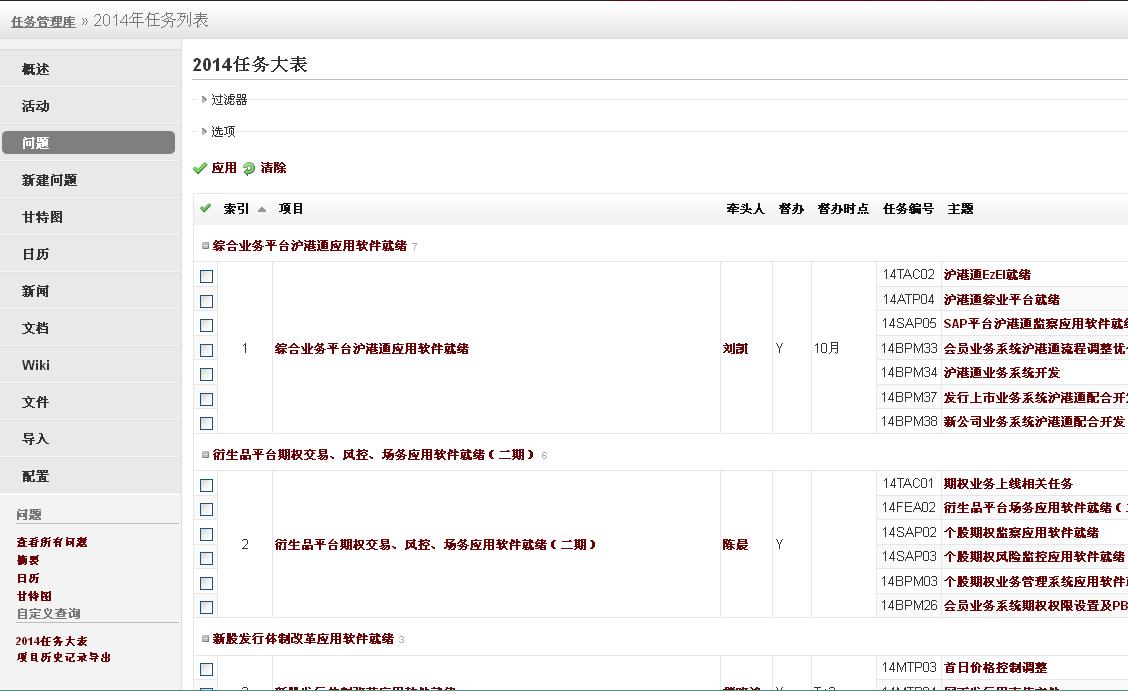 任务管理库 » 2014年任务列表
概述
活动
问题
新建问题
甘特图
日历
新闻
文档
Wiki
文件
导入
配置
问题
查看所有问题
摘要
日历
甘特图
自定义查询
2014任务大表
项目历史记录导出
2014任务大表
过滤器
选项
应用 清除
索引 项目 牵头人 督办 督办时点 任务编号 主题
综合业务平台沪港通应用软件就绪 7
1 综合业务平台沪港通应用软件就绪 刘凯 Y 10月
14TAC02 沪港通EzEI就绪
14ATP04 沪港通综业平台就绪
14SAP05 SAP平台沪港通监察应用软件就绪
14BPM33 会员业务系统沪港通流程调整优
14BPM34 沪港通业务系统开发
14BPM37 发行上市业务系统沪港通配合开发
14BPM38 新公司业务系统沪港通配合开发
衍生品平台期权交易、风控、场务应用软件就绪（二期） 6
2 衍生品平台期权交易、风控、场务应用软件就绪（二期） 陈晨 Y
14TAC01 期权业务上线相关任务
14FEA02 衍生品平台场务应用软件就绪（
14SAP02 个股期权监察应用软件就绪
14SAP03 个股期权风险监控应用软件就绪
14BPM03 个股期权业务管理系统应用软件
14BPM26 会员业务系统期权权限设置及PB
新股发行体制改革应用软件就绪 3
14MTP03 首日价格控制调整